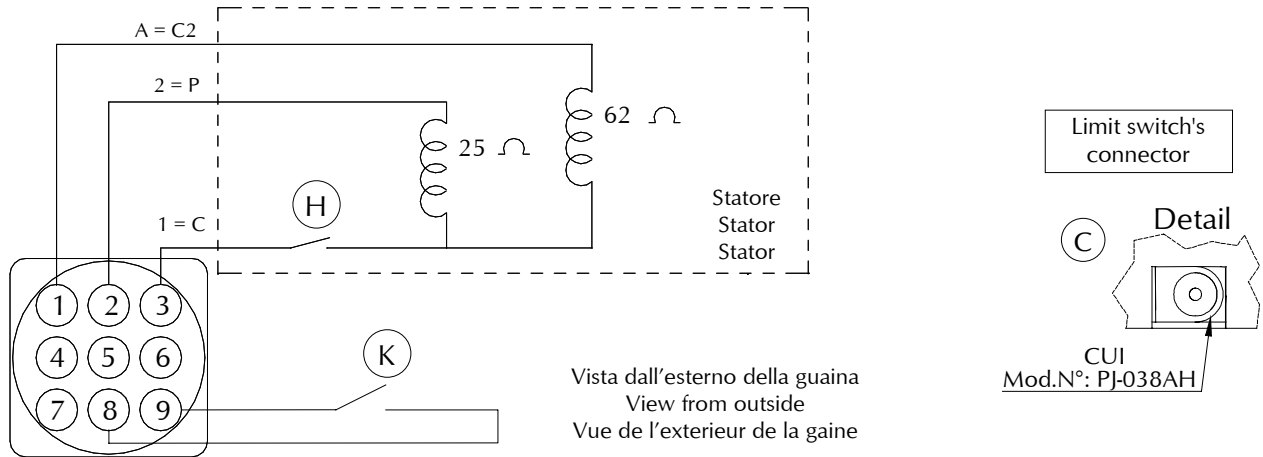 A = C2
2 = P
62 Ω
25 Ω
H
1 = C
Statore
Stator
Stator
1 2 3
4 5 6
7 8 9
K
Vista dall'esterno della guaina
View from outside
Vue de l'exterieur de la gaine
Limit switch's
connector
C
Detail
CUI
Mod.N°: PJ-038AH